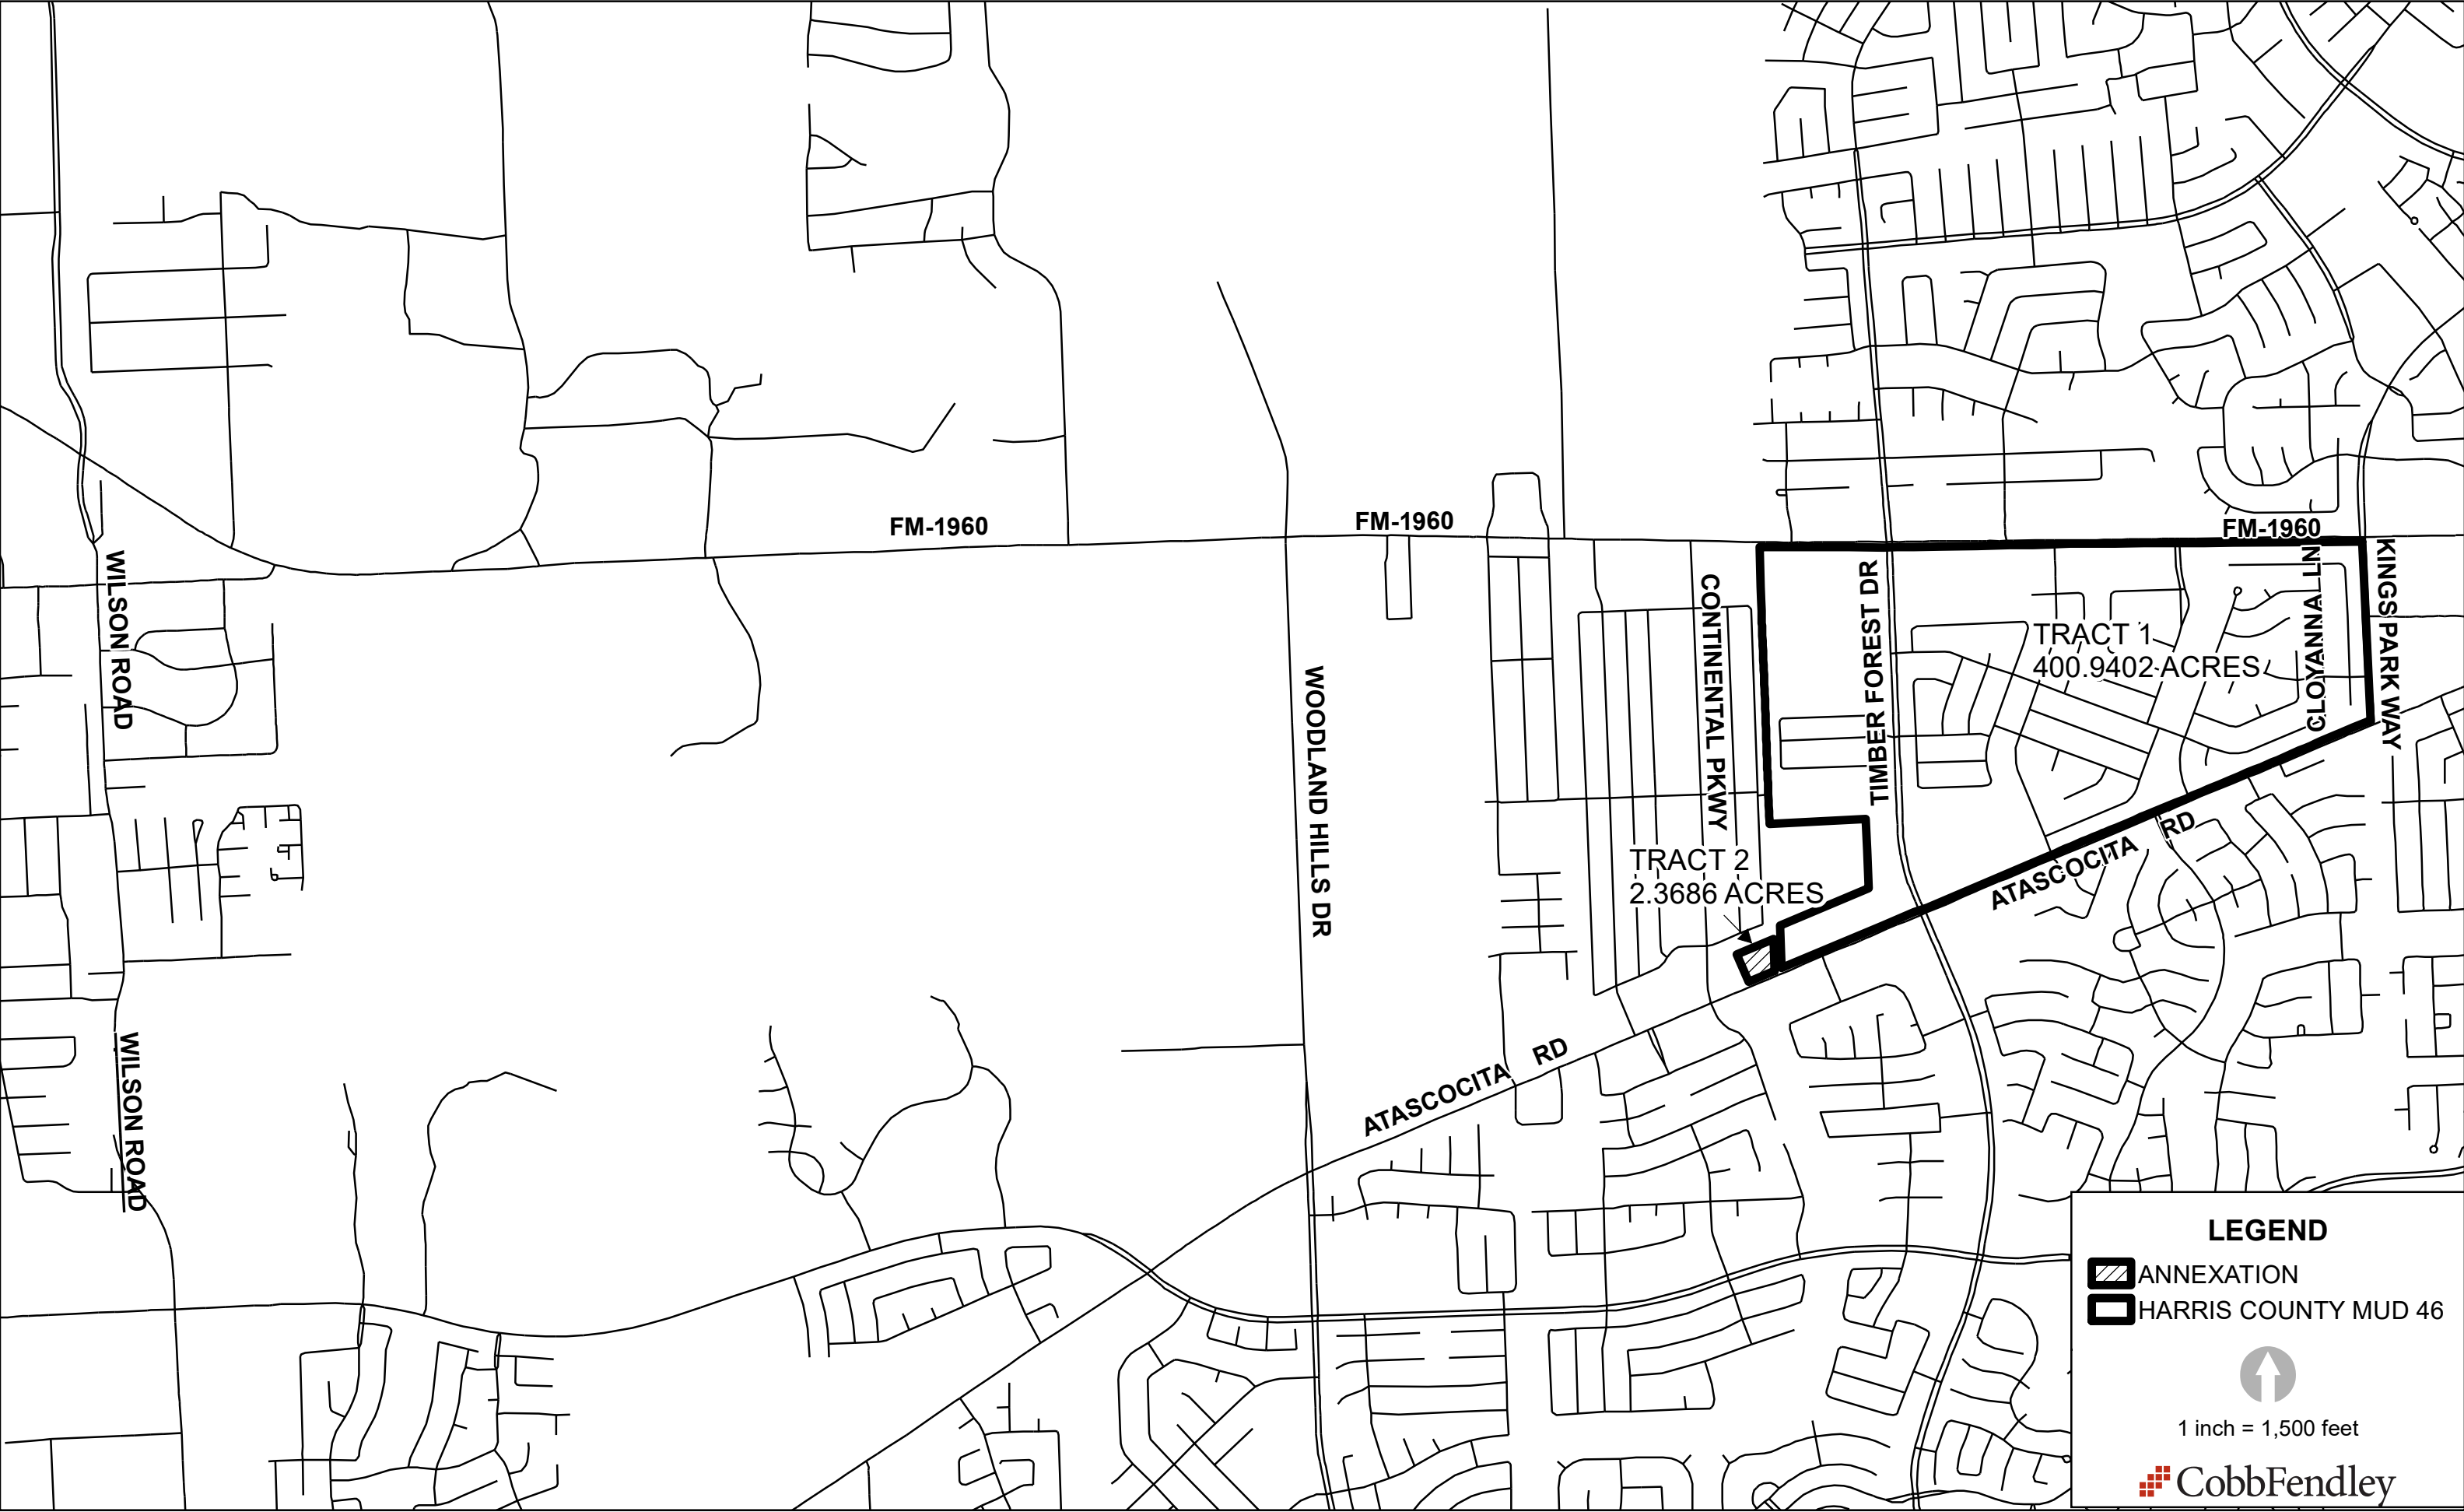 FM-1960
FM-1960
FM-1960
WILSON ROAD
WOODLAND HILLS DR
CONTINENTAL PKWY
TIMBER FOREST DR
TRACT 1
400.9402 ACRES
CLOYANNA LN
KINGS PARK WAY
TRACT 2
2.3686 ACRES
ATASCOCITA RD
ATASCOCITA RD
WILSON ROAD
LEGEND
ANNEXATION
HARRIS COUNTY MUD 46
1 inch = 1,500 feet
CobbFendley